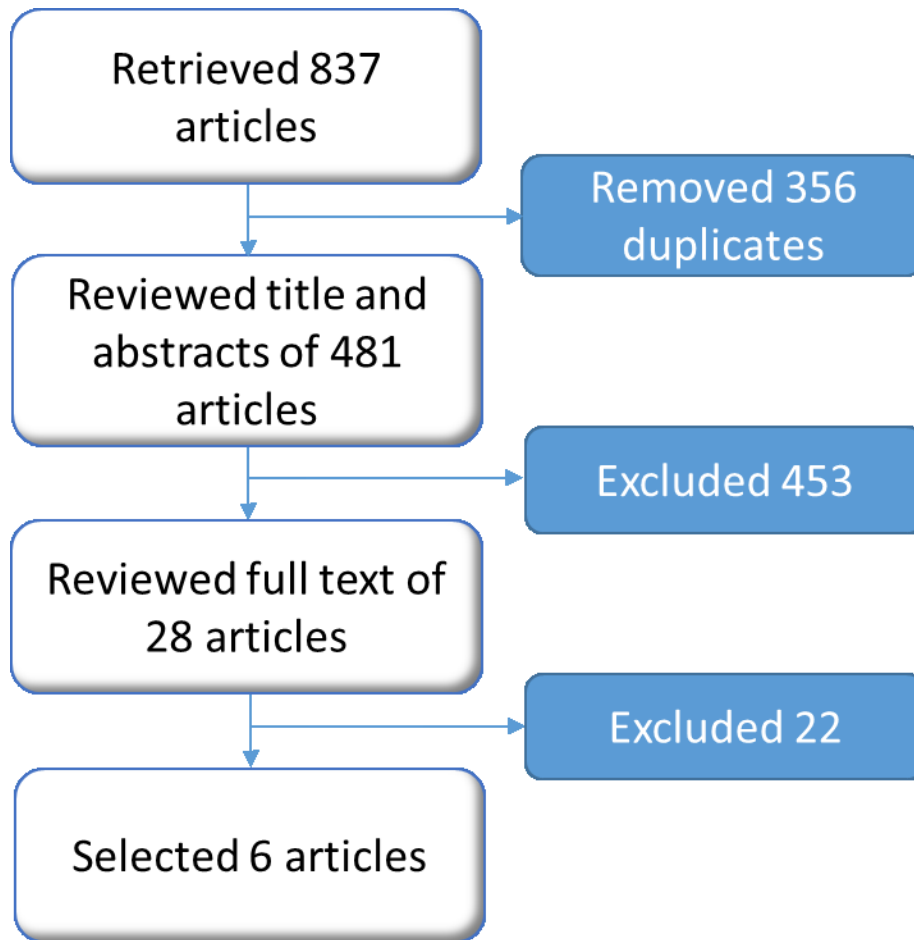 Retrieved 837
articles
Removed 356
duplicates
Reviewed title and
abstracts of 481
articles
Excluded 453
Reviewed full text of
28 articles
Excluded 22
Selected 6 articles